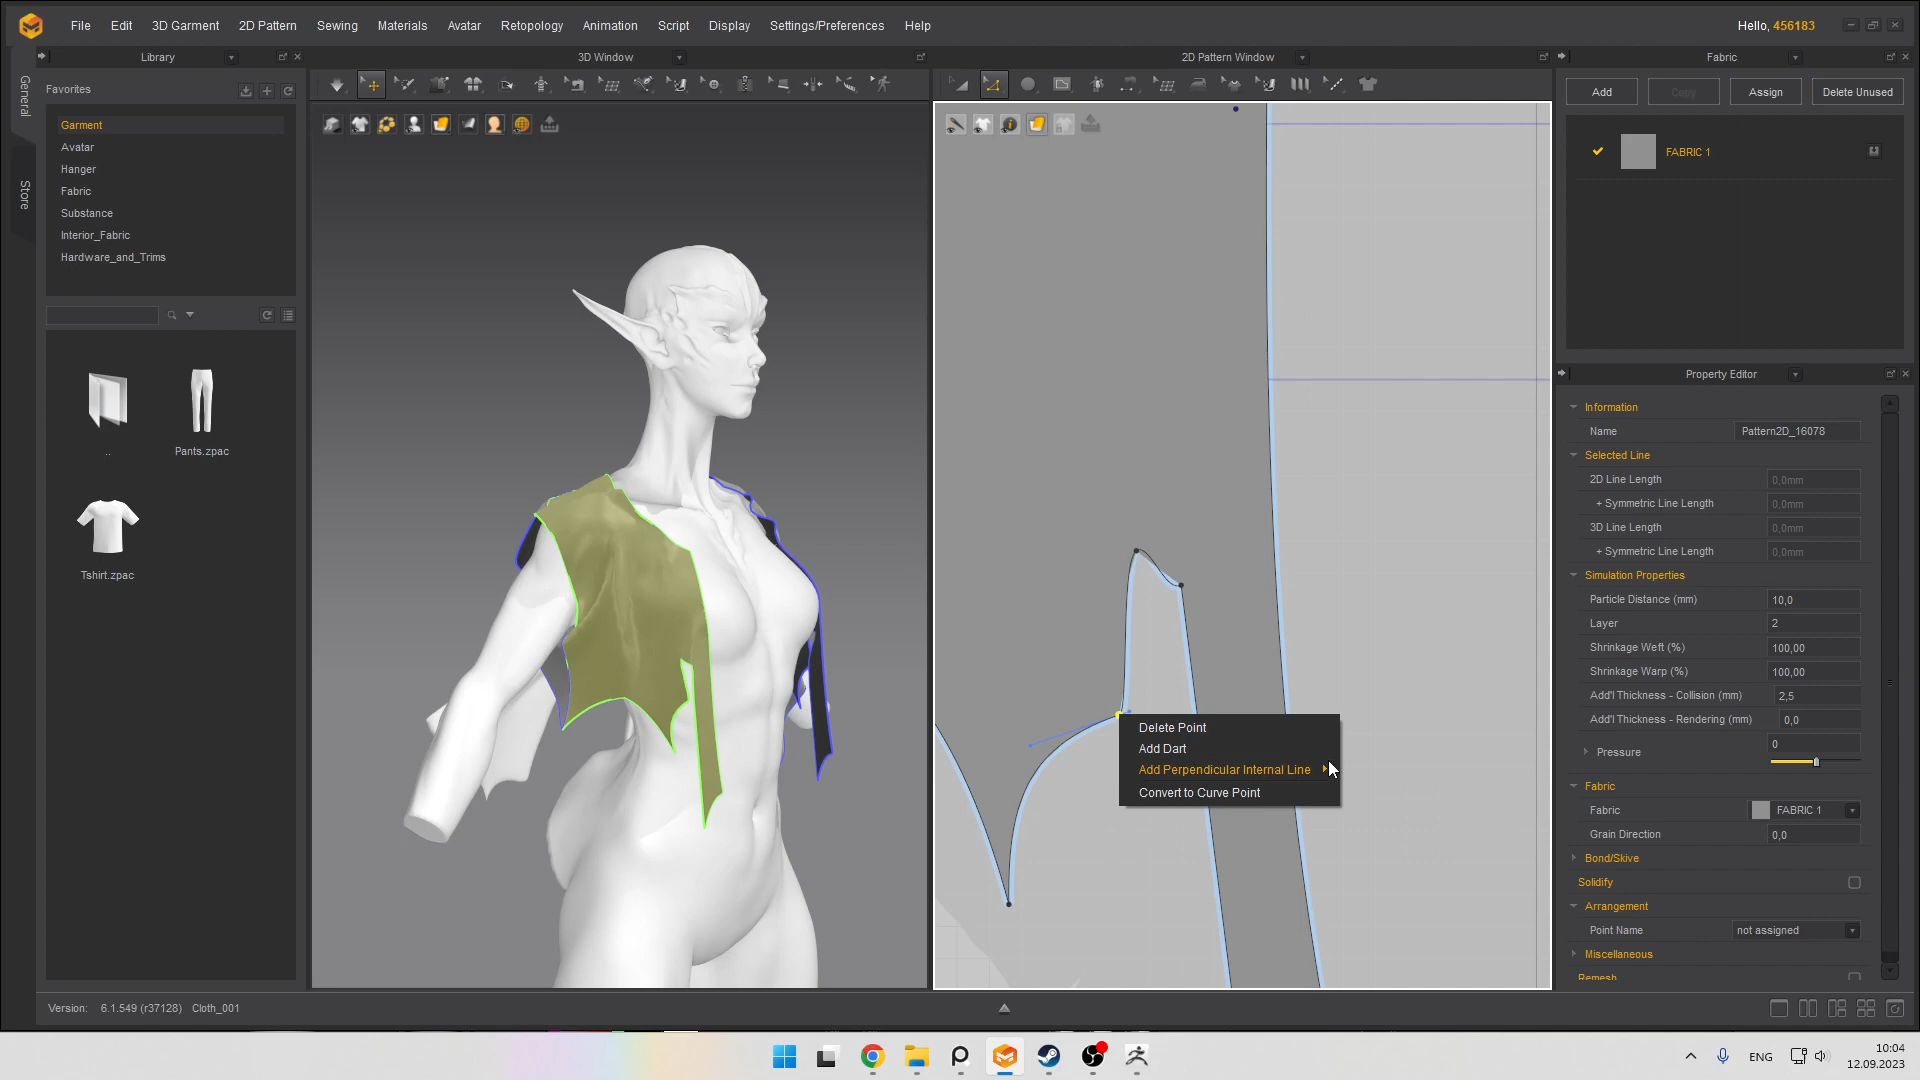 File Edit 3D Garment 2D Pattern Sewing Materials Avatar Retopology Animation Script Display Settings/Preferences Help
Hello, 456183
General
Store
Library
Favorites
Garment
Avatar
Hanger
Fabric
Substance
Interior_Fabric
Hardware_and_Trims
..
Pants.zpac
Tshirt.zpac
3D Window
2D Pattern Window
Delete Point
Add Dart
Add Perpendicular Internal Line
Convert to Curve Point
Fabric
Add Copy Assign Delete Unused
FABRIC 1
Property Editor
Information
Name Pattern2D_16078
Selected Line
2D Line Length 0,0mm
+ Symmetric Line Length 0,0mm
3D Line Length 0,0mm
+ Symmetric Line Length 0,0mm
Simulation Properties
Particle Distance (mm) 10,0
Layer 2
Shrinkage Weft (%) 100,00
Shrinkage Warp (%) 100,00
Add'l Thickness - Collision (mm) 2,5
Add'l Thickness - Rendering (mm) 0,0
Pressure 0
Fabric
Fabric FABRIC 1
Grain Direction 0,0
Bond/Skive
Solidify
Arrangement
Point Name not assigned
Miscellaneous
Remesh
Version: 6.1.549 (r37128) Cloth_001
ENG
10:04
12.09.2023